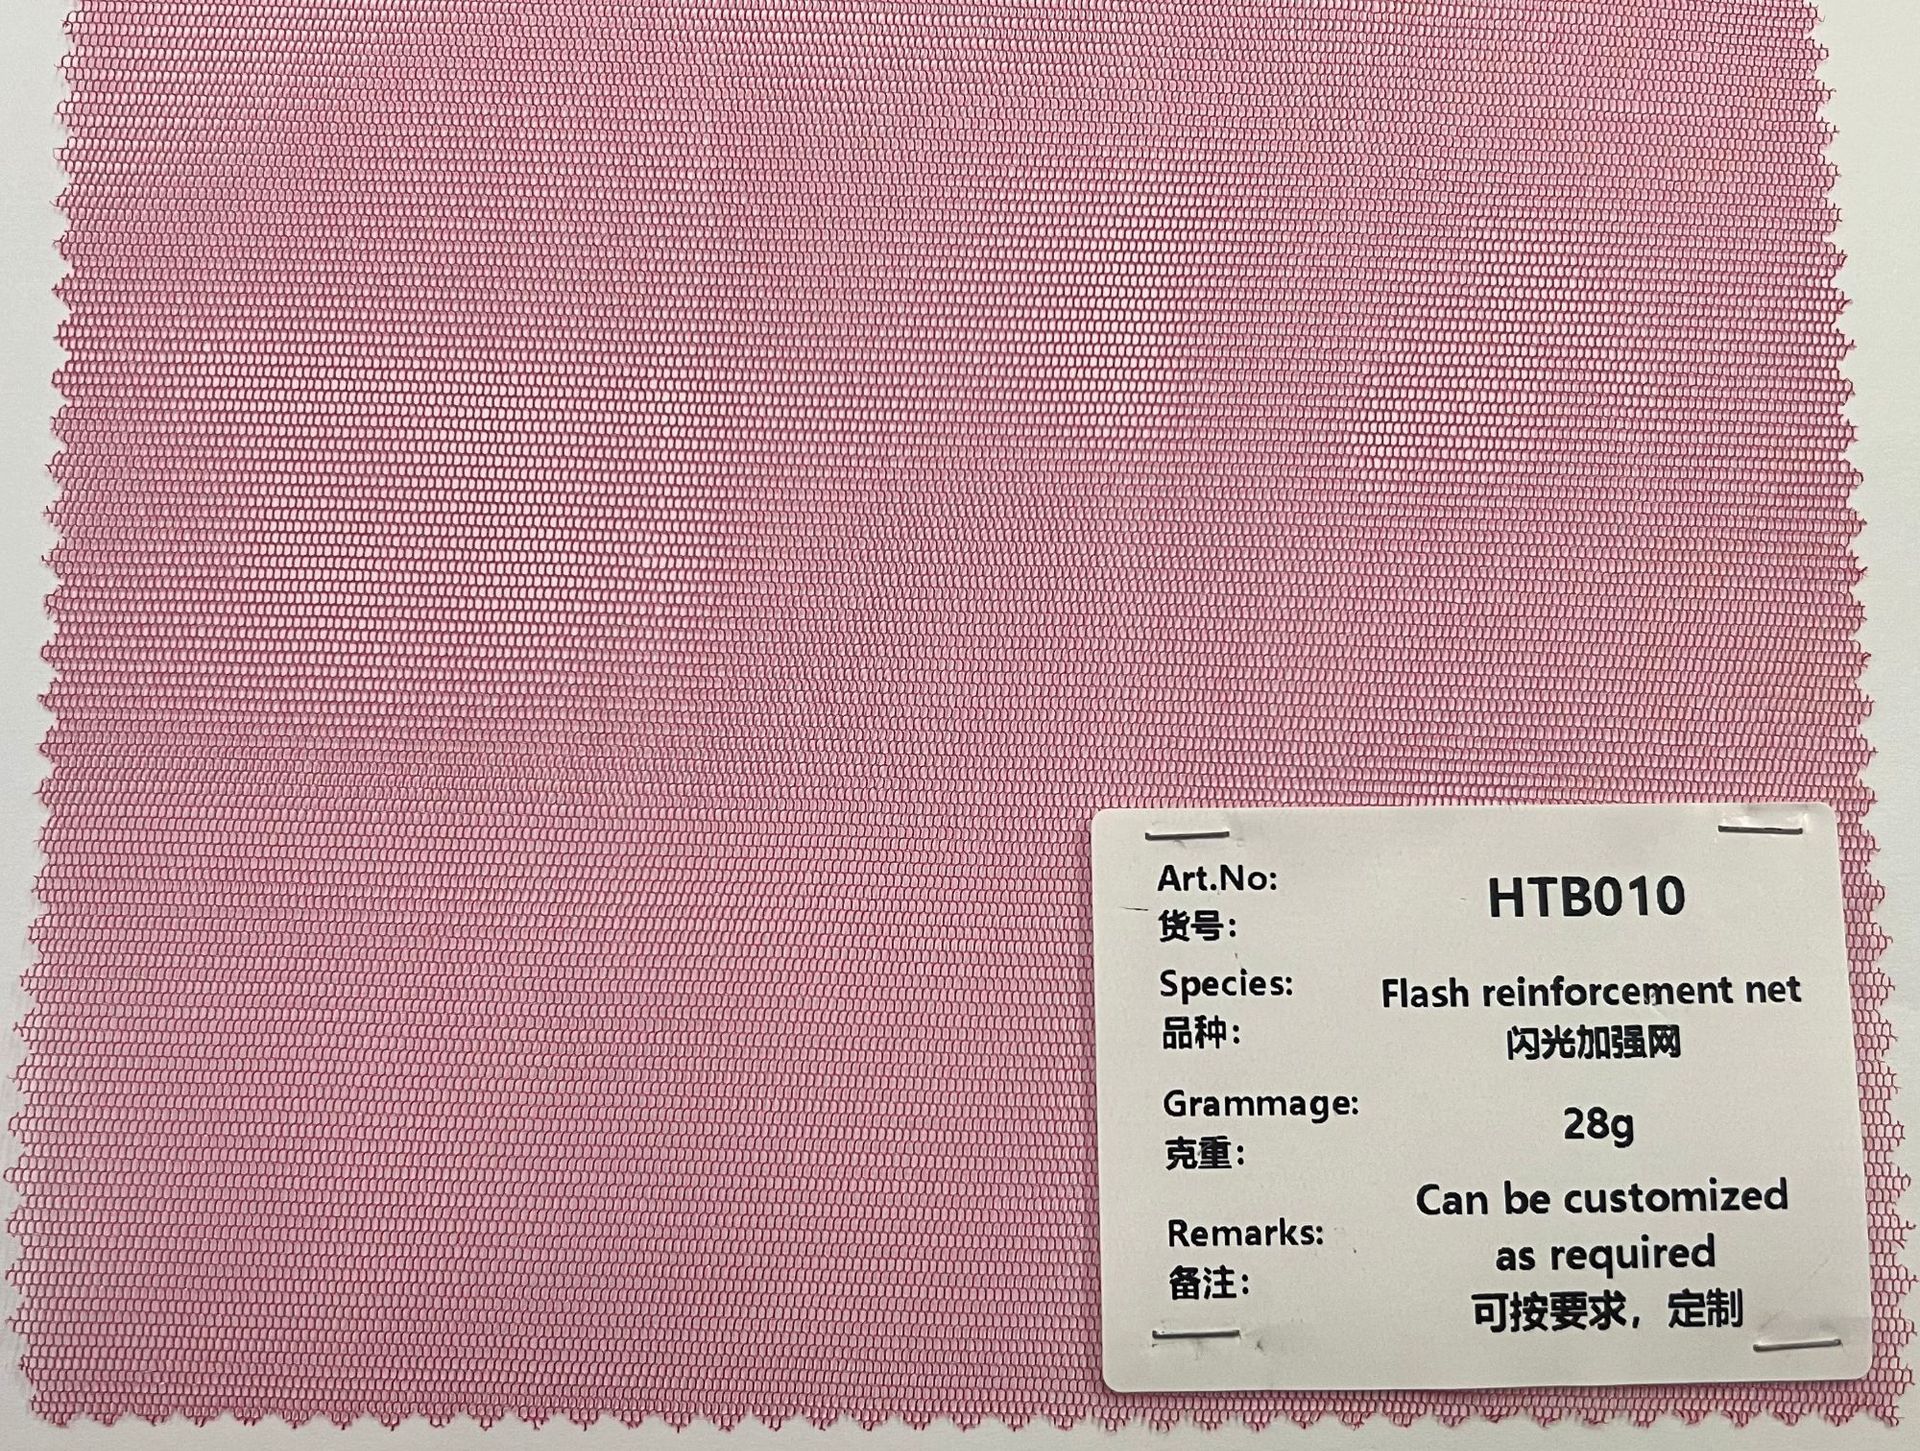 Art.No:
货号:
HTB010
Species:
品种:
Flash reinforcement net
闪光加强网
Grammage:
克重:
28g
Remarks:
备注:
Can be customized
as required
可按要求，定制